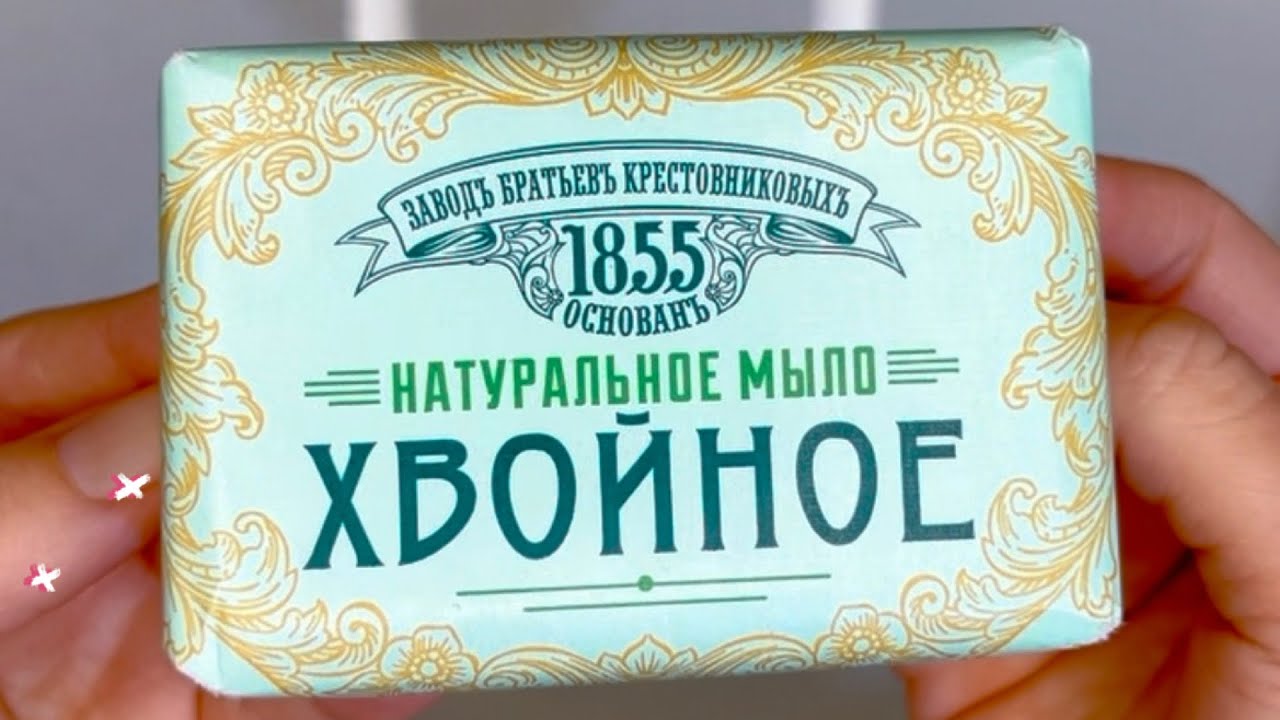 ЗАВОДЪ БРАТЬЕВЪ КРЕСТОВНИКОВЫХЪ
1855
ОСНОВАНЪ
НАТУРАЛЬНОЕ МЫЛО
ХВОЙНОЕ